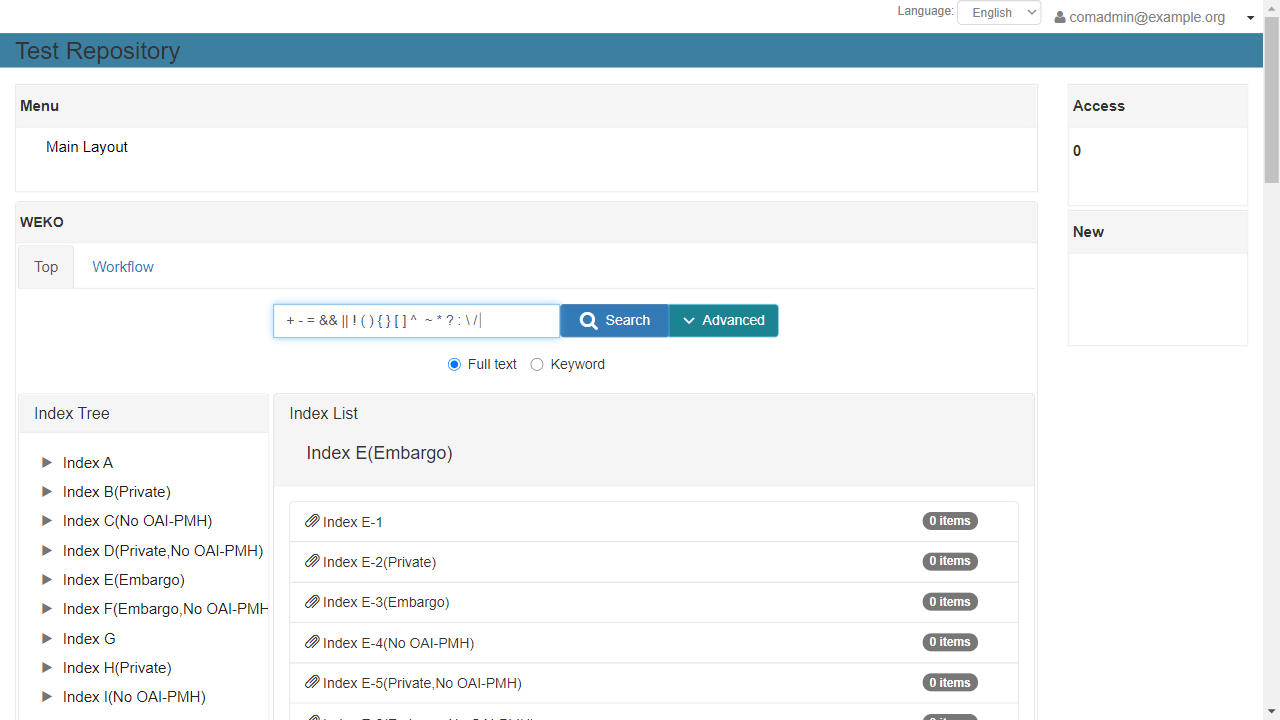 Language: English comadmin@example.org
Test Repository
Menu
Main Layout
Access
0
New
WEKO
Top Workflow
+ - = && || ! ( ) { } [ ] ^  ~ * ? : \ / Search Advanced
Full text Keyword
Index Tree
Index A
Index B(Private)
Index C(No OAI-PMH)
Index D(Private,No OAI-PMH)
Index E(Embargo)
Index F(Embargo,No OAI-PMH
Index G
Index H(Private)
Index I(No OAI-PMH)
Index List
Index E(Embargo)
Index E-1 0 items
Index E-2(Private) 0 items
Index E-3(Embargo) 0 items
Index E-4(No OAI-PMH) 0 items
Index E-5(Private,No OAI-PMH) 0 items